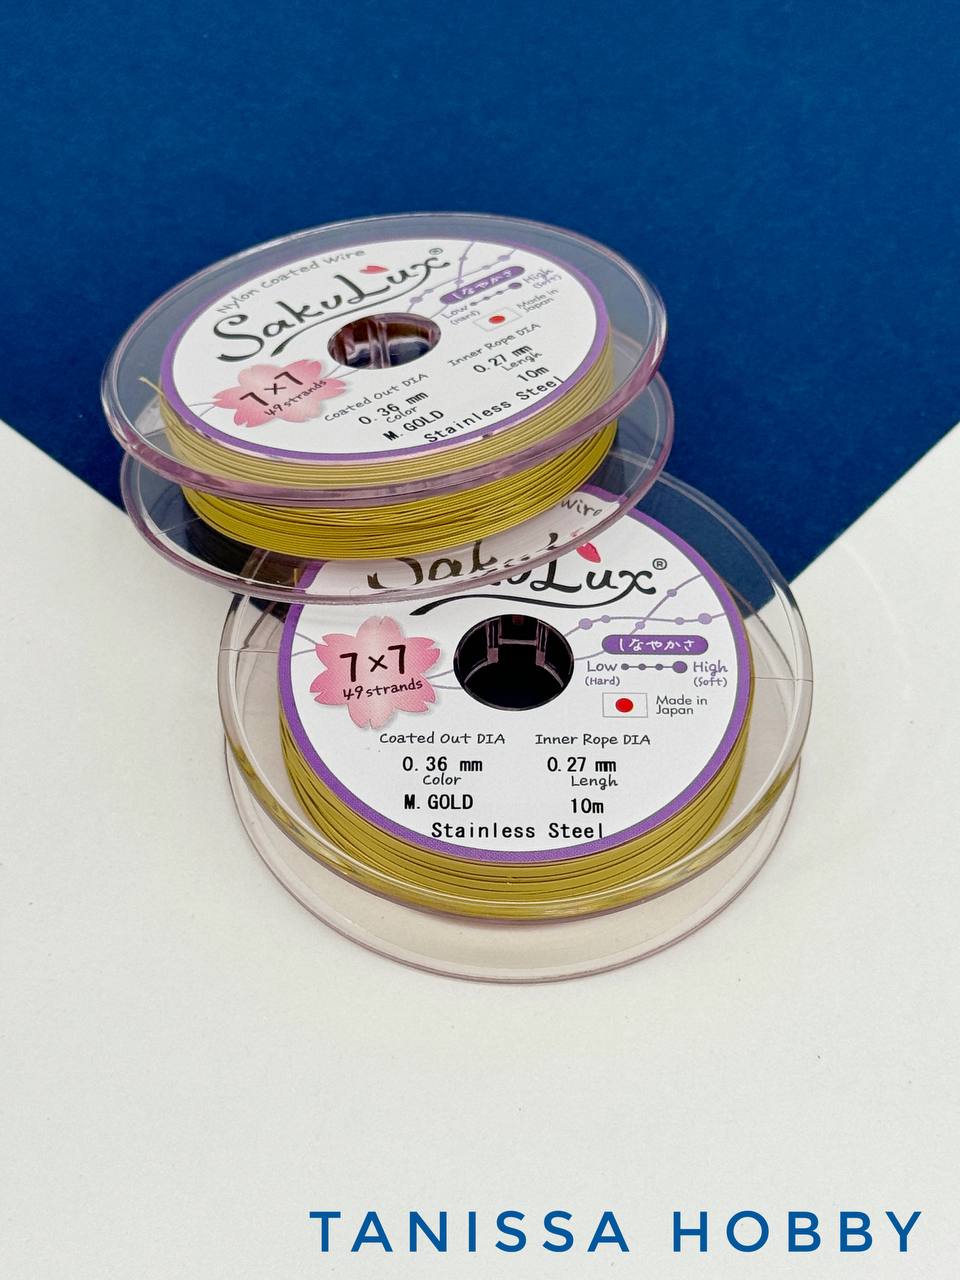 Nylon Coated Wire
SakuLux®
しなやかさ
Low High
(Hard) (Soft)
Made in
Japan
7×7
49 strands
Coated Out DIA Inner Rope DIA
0.36 mm 0.27 mm
Color Lengh
M. GOLD 10m
Stainless Steel
Wire
SakuLux®
しなやかさ
7×7
49 strands
Low High
(Hard) (Soft)
Made in
Japan
Coated Out DIA Inner Rope DIA
0.36 mm 0.27 mm
Color Lengh
M. GOLD 10m
Stainless Steel
TANISSA HOBBY